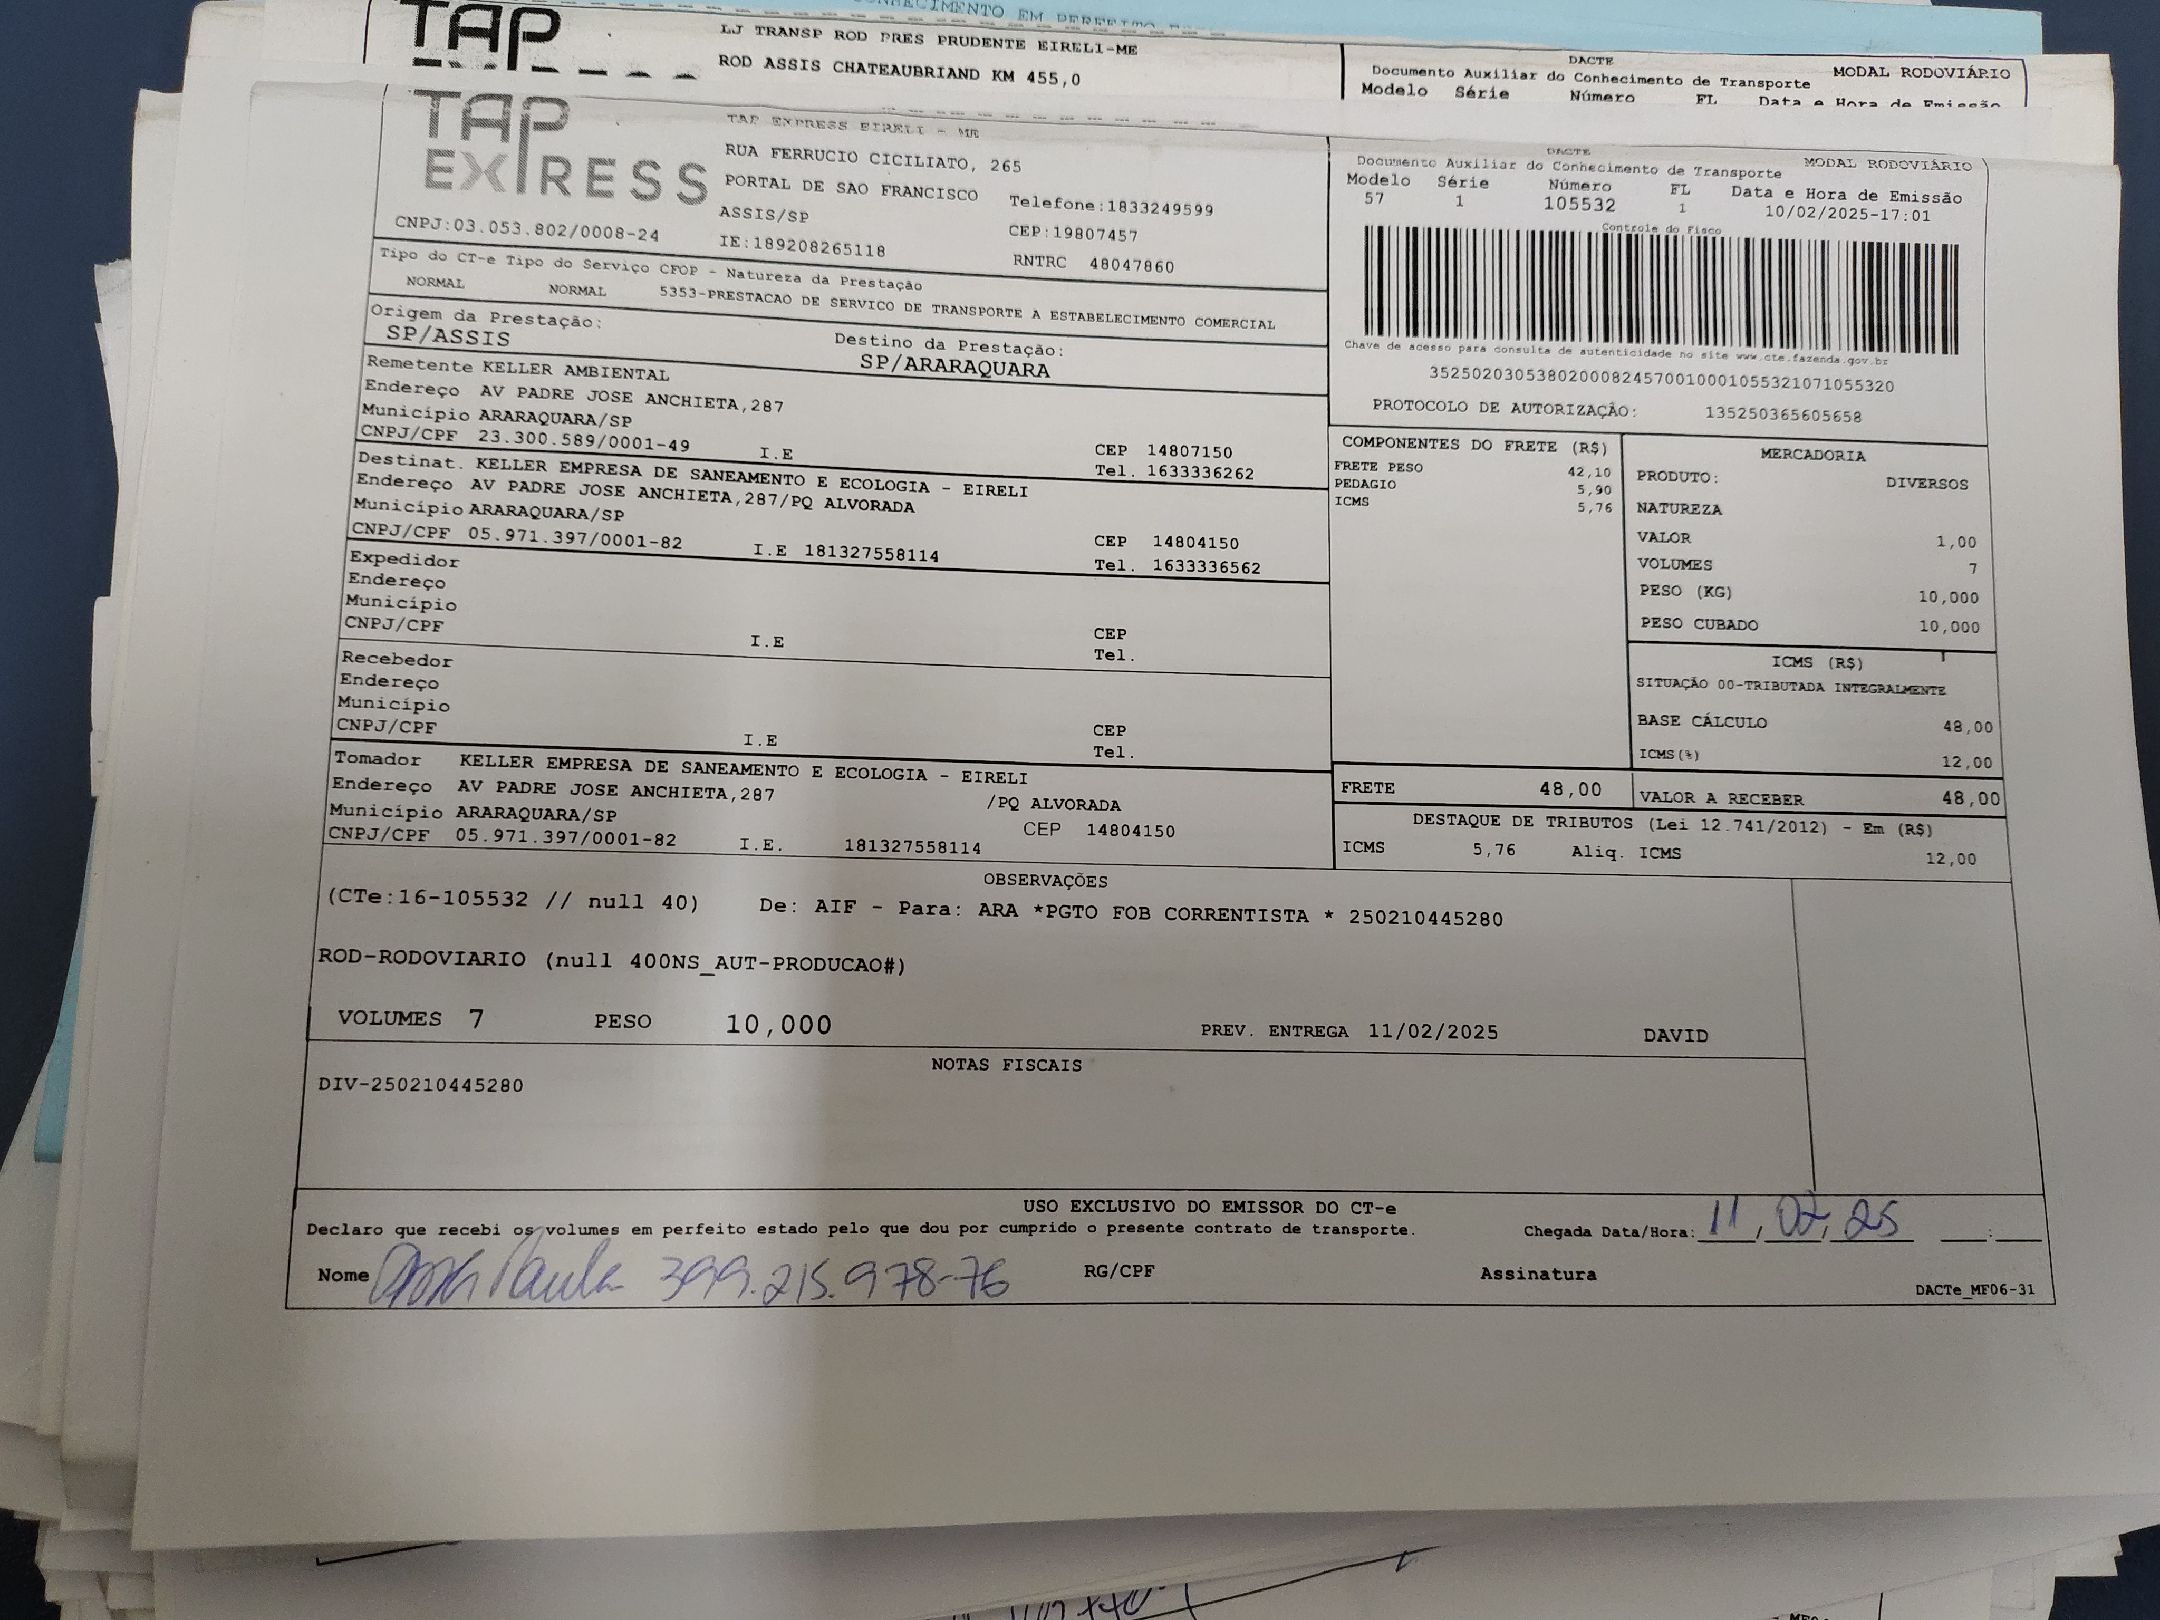 CONHECIMENTO EM PERFEITO
TAP
LJ TRANSP ROD PRES PRUDENTE EIRELI-ME
ROD ASSIS CHATEAUBRIAND KM 455,0
DACTE
Documento Auxiliar do Conhecimento de Transporte
MODAL RODOVIÁRIO
Modelo Série Número FL Data e Hora de Emissão
TAP
EXPRESS
TAP EXPRESS EIRELI - ME
RUA FERRUCIO CICILIATO, 265
PORTAL DE SAO FRANCISCO Telefone:1833249599
ASSIS/SP CEP:19807457
CNPJ:03.053.802/0008-24 IE:189208265118 RNTRC 48047860
DACTE
Documento Auxiliar do Conhecimento de Transporte MODAL RODOVIÁRIO
Modelo Série Número FL Data e Hora de Emissão
57 1 105532 1 10/02/2025-17:01
Controle do Fisco
Chave de acesso para consulta de autenticidade no site www.cte.fazenda.gov.br
35250203053802000824570010001055321071055320
PROTOCOLO DE AUTORIZAÇÃO: 135250365605658
Tipo do CT-e Tipo do Serviço CFOP - Natureza da Prestação
NORMAL NORMAL 5353-PRESTACAO DE SERVICO DE TRANSPORTE A ESTABELECIMENTO COMERCIAL
Origem da Prestação: Destino da Prestação:
SP/ASSIS SP/ARARAQUARA
Remetente KELLER AMBIENTAL
Endereço AV PADRE JOSE ANCHIETA,287
Município ARARAQUARA/SP CEP 14807150
CNPJ/CPF 23.300.589/0001-49 I.E Tel. 1633336262
Destinat. KELLER EMPRESA DE SANEAMENTO E ECOLOGIA - EIRELI
Endereço AV PADRE JOSE ANCHIETA,287/PQ ALVORADA
Município ARARAQUARA/SP CEP 14804150
CNPJ/CPF 05.971.397/0001-82 I.E 181327558114 Tel. 1633336562
Expedidor
Endereço
Município CEP
CNPJ/CPF I.E Tel.
Recebedor
Endereço
Município CEP
CNPJ/CPF I.E Tel.
Tomador KELLER EMPRESA DE SANEAMENTO E ECOLOGIA - EIRELI
Endereço AV PADRE JOSE ANCHIETA,287 /PQ ALVORADA
Município ARARAQUARA/SP CEP 14804150
CNPJ/CPF 05.971.397/0001-82 I.E. 181327558114
COMPONENTES DO FRETE (R$)
FRETE PESO 42,10
PEDAGIO 5,90
ICMS 5,76
MERCADORIA
PRODUTO: DIVERSOS
NATUREZA
VALOR 1,00
VOLUMES 7
PESO (KG) 10,000
PESO CUBADO 10,000
ICMS (R$)
SITUAÇÃO 00-TRIBUTADA INTEGRALMENTE
BASE CÁLCULO 48,00
ICMS(%) 12,00
FRETE 48,00 VALOR A RECEBER 48,00
DESTAQUE DE TRIBUTOS (Lei 12.741/2012) - Em (R$)
ICMS 5,76 Aliq. ICMS 12,00
OBSERVAÇÕES
(CTe:16-105532 // null 40) De: AIF - Para: ARA *PGTO FOB CORRENTISTA * 250210445280
ROD-RODOVIARIO (null 400NS_AUT-PRODUCAO#)
VOLUMES 7 PESO 10,000 PREV. ENTREGA 11/02/2025 DAVID
NOTAS FISCAIS
DIV-250210445280
USO EXCLUSIVO DO EMISSOR DO CT-e
Declaro que recebi os volumes em perfeito estado pelo que dou por cumprido o presente contrato de transporte. Chegada Data/Hora: 11, 02, 25 :
Nome Ana Paula 399.215.978-76 RG/CPF Assinatura
DACTe_MF06-31